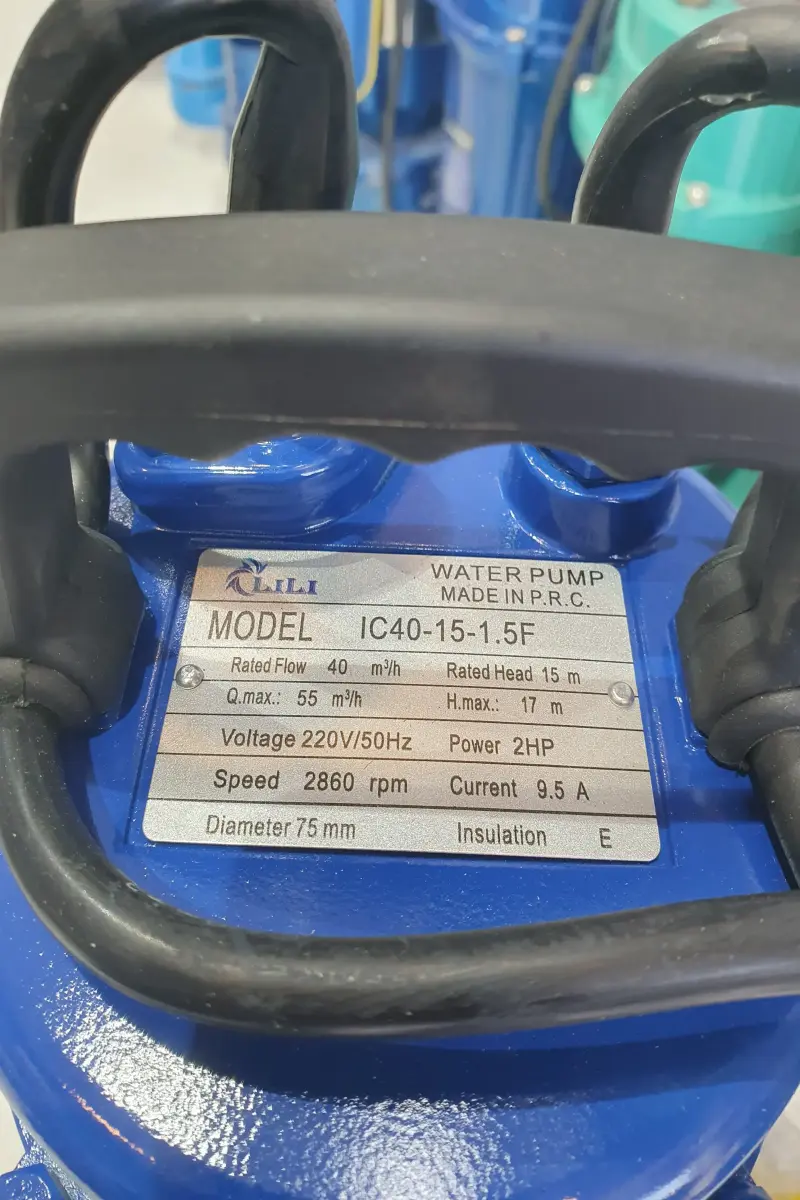 LILI
WATER PUMP
MADE IN P.R.C.
MODEL IC40-15-1.5F
Rated Flow 40 m³/h Rated Head 15 m
Q.max.: 55 m³/h H.max.: 17 m
Voltage 220V/50Hz Power 2HP
Speed 2860 rpm Current 9.5 A
Diameter 75 mm Insulation E